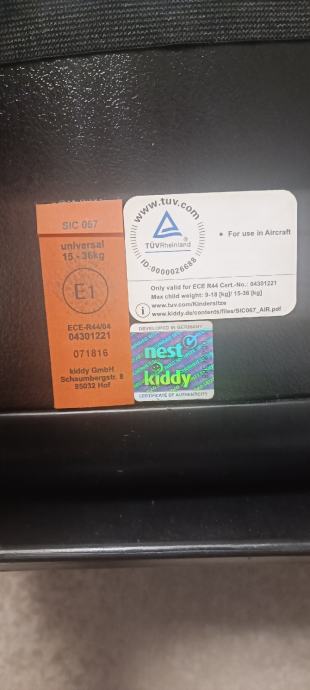 SIC 067
universal
15 - 36kg
E1
ECE-R44/04
04301221
071816
kiddy GmbH
Schaumbergstr. 8
95032 Hof
www.tuv.com
TÜVRheinland
ID:0000026688
• For use in Aircraft
Only valid for ECE R44 Cert.-No.: 04301221
Max child weight: 9-18 [kg]/ 15-36 [kg]
www.tuv.com/Kindersitze
i
www.kiddy.de/contents/files/SIC067_AIR.pdf
DEVELOPED IN GERMANY
nest
kiddy
CERTIFICATE OF AUTHENTICITY